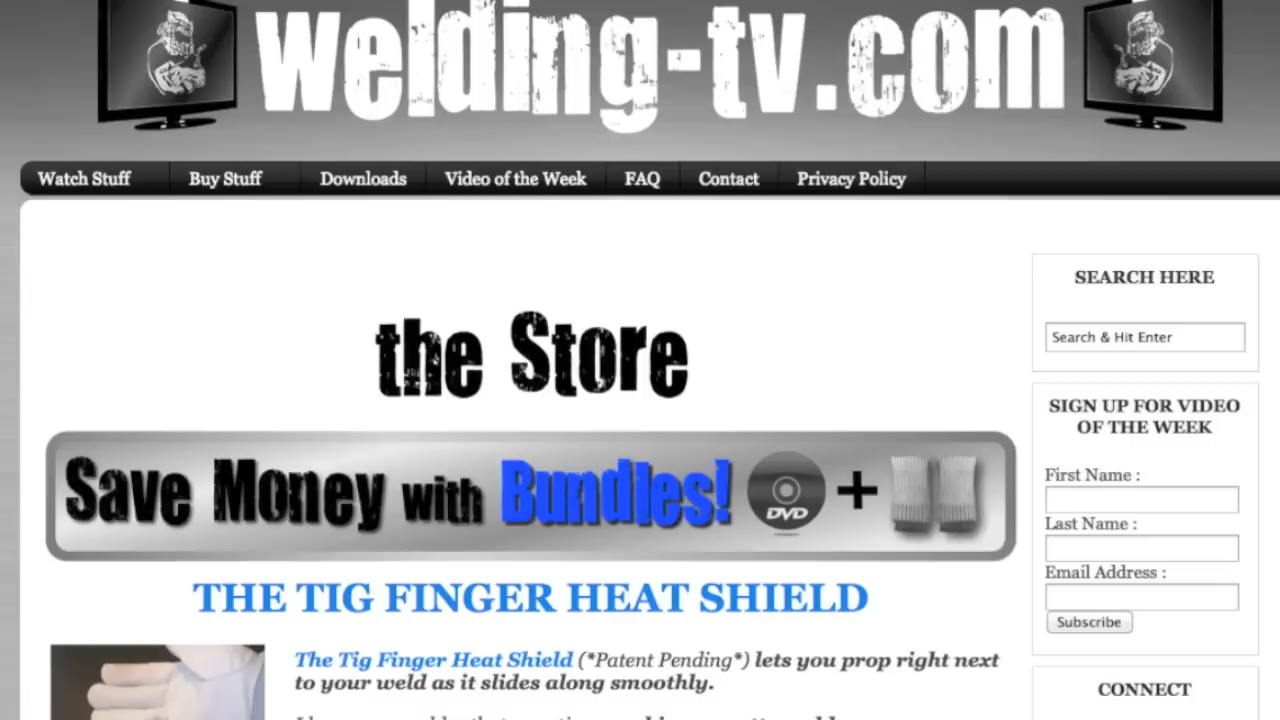 welding-tv.com
Watch Stuff Buy Stuff Downloads Video of the Week FAQ Contact Privacy Policy
the Store
Save Money with Bundles! DVD +
THE TIG FINGER HEAT SHIELD
The Tig Finger Heat Shield (*Patent Pending*) lets you prop right next
to your weld as it slides along smoothly.
SEARCH HERE
Search & Hit Enter
SIGN UP FOR VIDEO
OF THE WEEK
First Name :
Last Name :
Email Address :
Subscribe
CONNECT